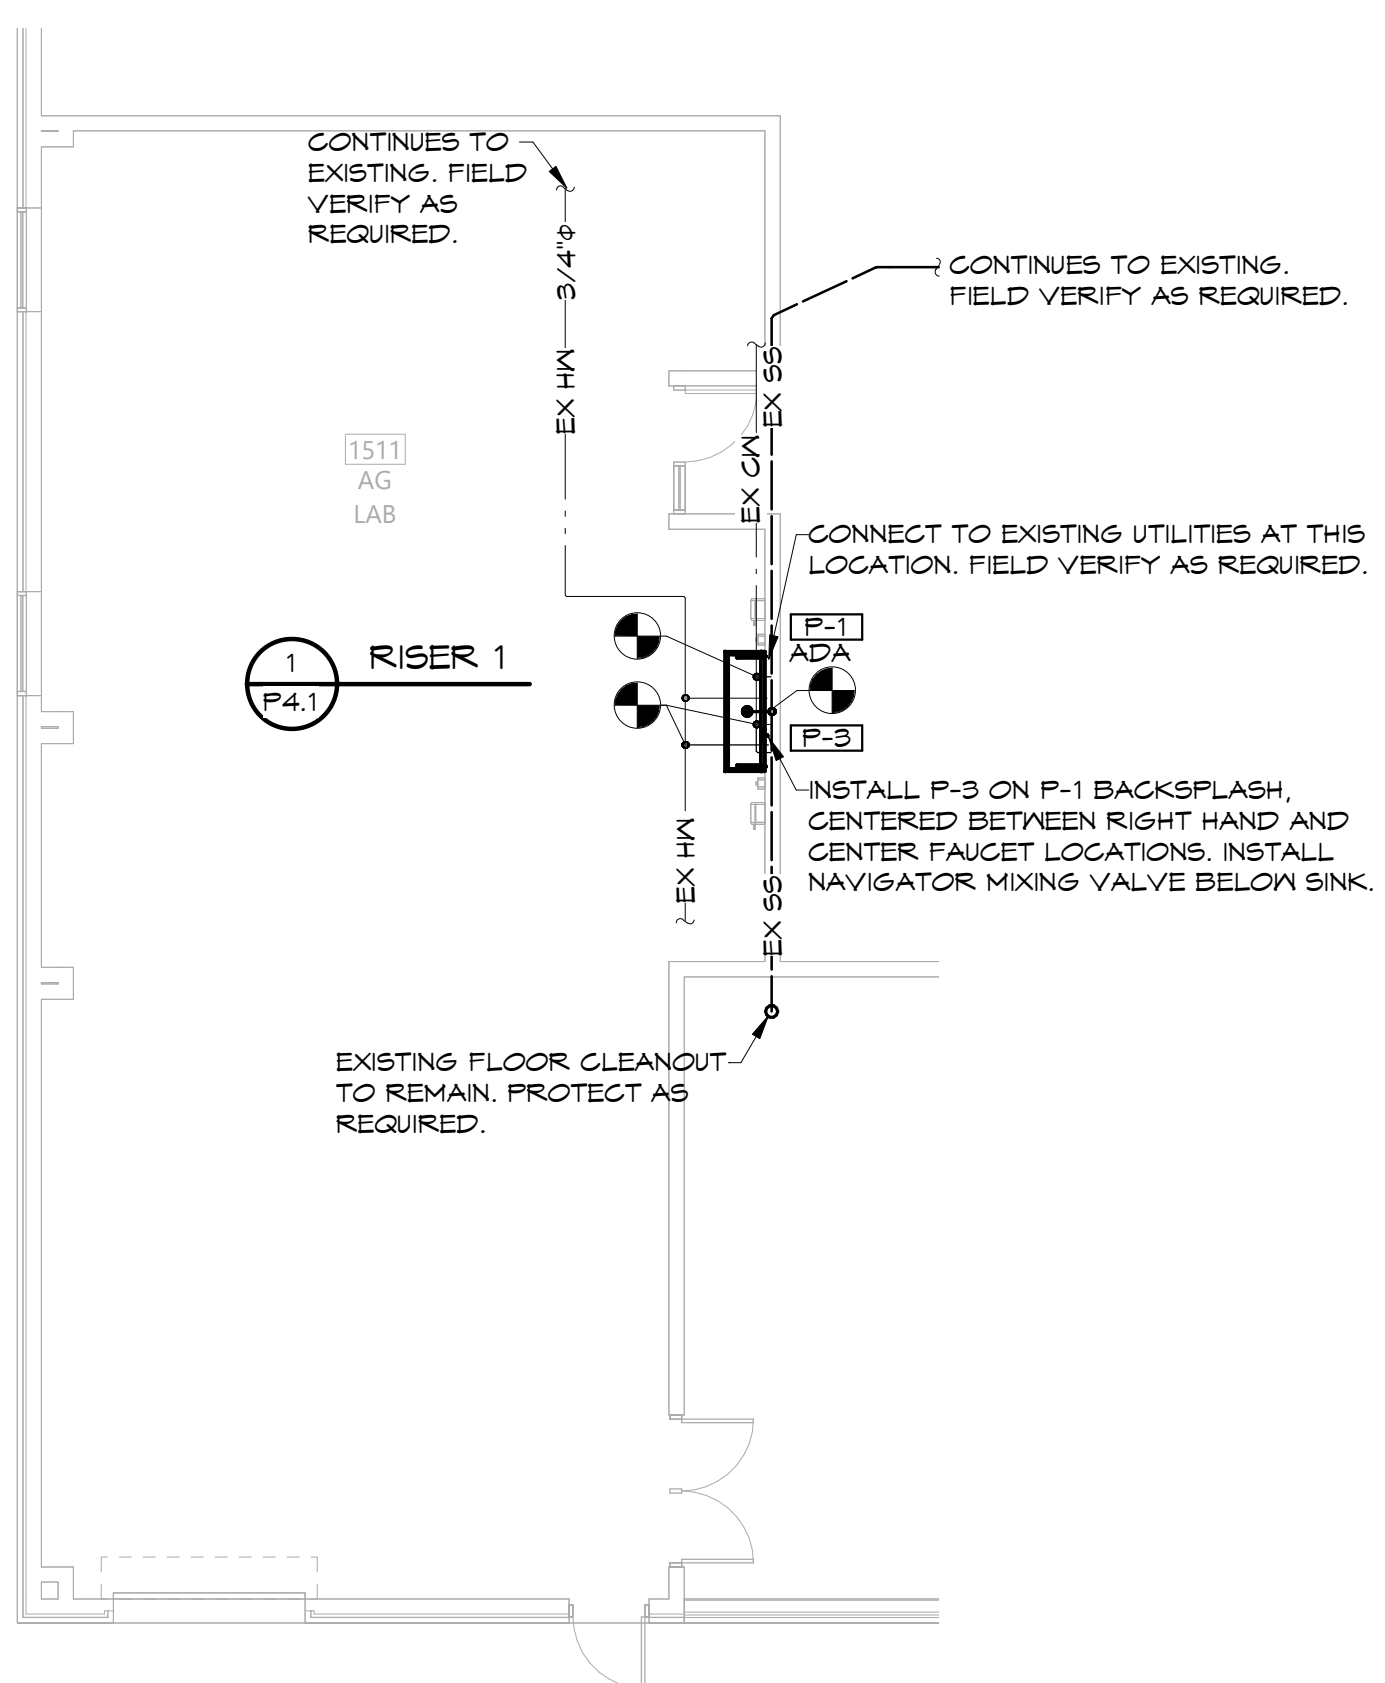 CONTINUES TO
EXISTING. FIELD
VERIFY AS
REQUIRED.
EX HW 3/4"ϕ
CONTINUES TO EXISTING.
FIELD VERIFY AS REQUIRED.
EX SS
EX CW
1511
AG
LAB
CONNECT TO EXISTING UTILITIES AT THIS
LOCATION. FIELD VERIFY AS REQUIRED.
P-1
ADA
1
P4.1
RISER 1
P-3
INSTALL P-3 ON P-1 BACKSPLASH,
CENTERED BETWEEN RIGHT HAND AND
CENTER FAUCET LOCATIONS. INSTALL
NAVIGATOR MIXING VALVE BELOW SINK.
EX HW
EX SS
EXISTING FLOOR CLEANOUT
TO REMAIN. PROTECT AS
REQUIRED.